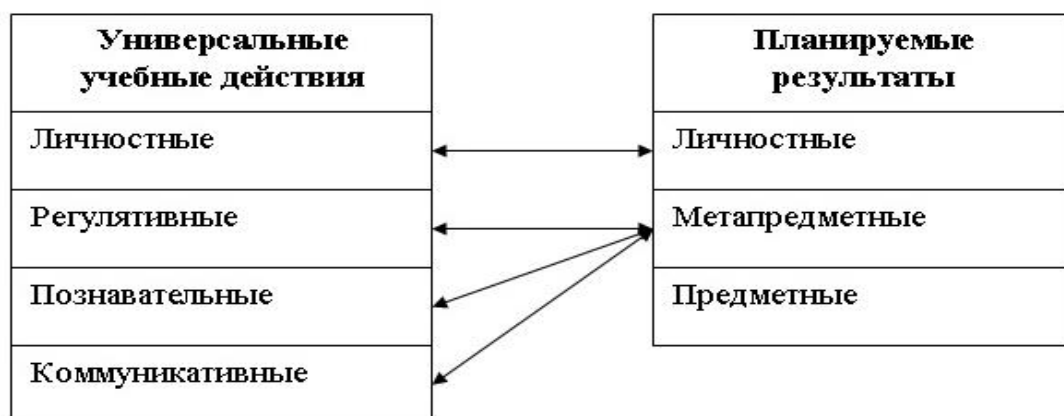 Универсальные
учебные действия
Личностные
Регулятивные
Познавательные
Коммуникативные
Планируемые
результаты
Личностные
Метапредметные
Предметные